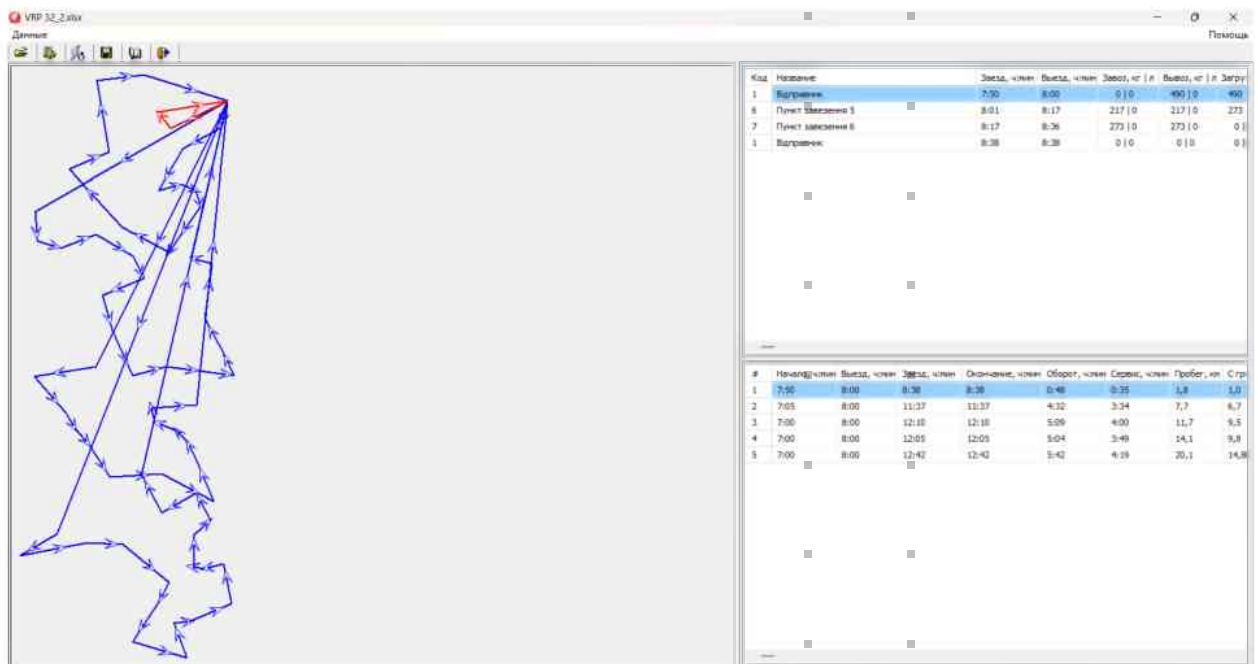 VRP 32_2.xlsx
Данные Помощь
Код Название Заезд, ч:мин Выезд, ч:мин Завоз, кг | л Вывоз, кг | л Загру
1 Відправник 7:50 8:00 0 | 0 490 | 0 490
6 Пункт завезення 5 8:01 8:17 217 | 0 217 | 0 273
7 Пункт завезення 6 8:17 8:36 273 | 0 273 | 0 0 |
1 Відправник 8:38 8:38 0 | 0 0 | 0 0 |
# Начало, ч:мин Выезд, ч:мин Заезд, ч:мин Окончание, ч:мин Оборот, ч:мин Сервис, ч:мин Пробег, км С гр
1 7:50 8:00 8:38 8:38 0:48 0:35 1,8 1,0
2 7:05 8:00 11:37 11:37 4:32 3:34 7,7 6,7
3 7:00 8:00 12:10 12:10 5:09 4:00 11,7 9,5
4 7:00 8:00 12:05 12:05 5:04 3:49 14,1 9,8
5 7:00 8:00 12:42 12:42 5:42 4:19 20,1 14,8